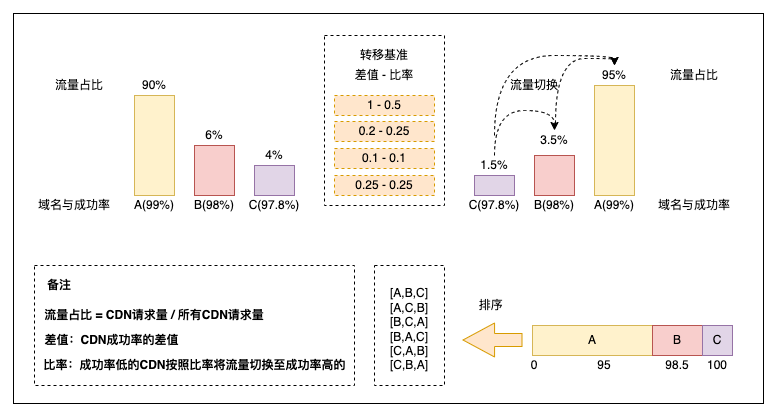 流量占比
90%
6%
4%
域名与成功率
A(99%)
B(98%)
C(97.8%)
转移基准
差值 - 比率
1 - 0.5
0.2 - 0.25
0.1 - 0.1
0.25 - 0.25
流量切换
95%
流量占比
3.5%
1.5%
C(97.8%)
B(98%)
A(99%)
域名与成功率
备注
流量占比 = CDN请求量 / 所有CDN请求量
差值：CDN成功率的差值
比率：成功率低的CDN按照比率将流量切换至成功率高的
[A,B,C]
[A,C,B]
[B,C,A]
[B,A,C]
[C,A,B]
[C,B,A]
排序
A
B
C
0
95
98.5
100